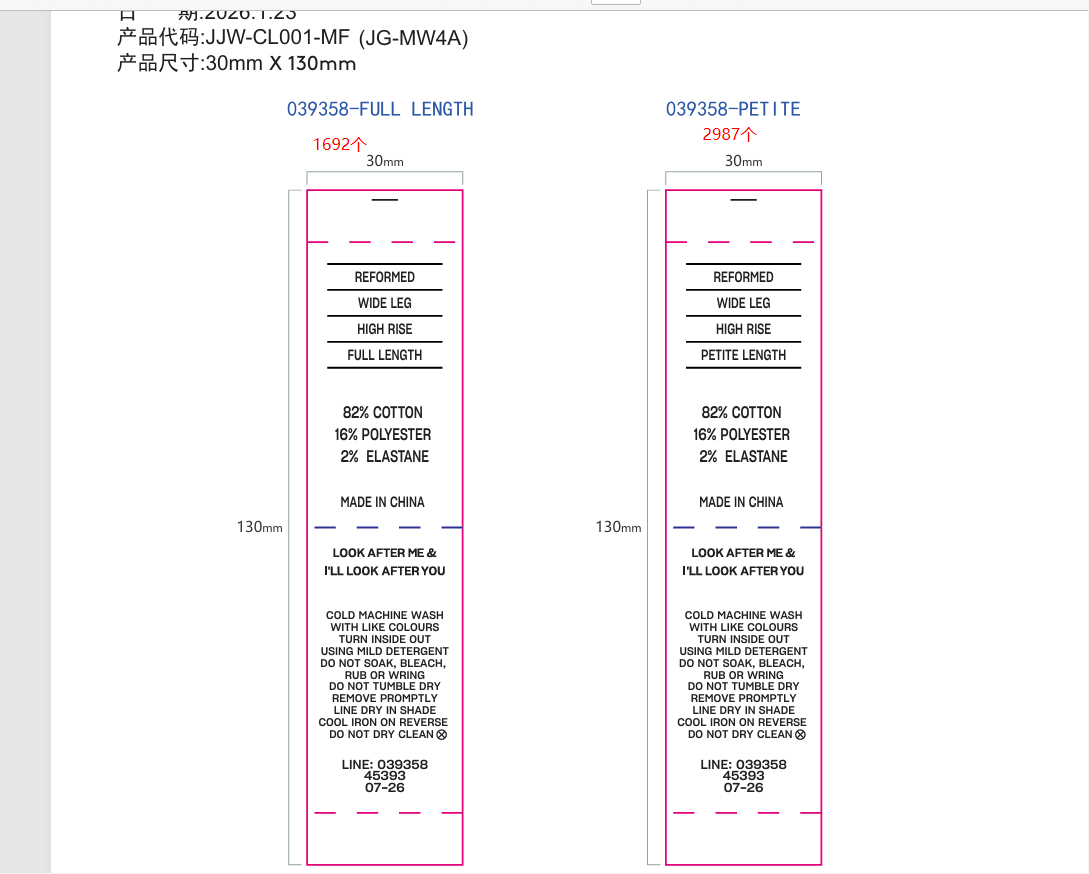 日 期:2026.1.23
产品代码:JJW-CL001-MF (JG-MW4A)
产品尺寸:30mm X 130mm
039358-FULL LENGTH
1692个
30mm
130mm
REFORMED
WIDE LEG
HIGH RISE
FULL LENGTH
82% COTTON
16% POLYESTER
2% ELASTANE
MADE IN CHINA
LOOK AFTER ME &
I'LL LOOK AFTER YOU
COLD MACHINE WASH
WITH LIKE COLOURS
TURN INSIDE OUT
USING MILD DETERGENT
DO NOT SOAK, BLEACH,
RUB OR WRING
DO NOT TUMBLE DRY
REMOVE PROMPTLY
LINE DRY IN SHADE
COOL IRON ON REVERSE
DO NOT DRY CLEAN
LINE: 039358
45393
07-26
039358-PETITE
2987个
30mm
130mm
REFORMED
WIDE LEG
HIGH RISE
PETITE LENGTH
82% COTTON
16% POLYESTER
2% ELASTANE
MADE IN CHINA
LOOK AFTER ME &
I'LL LOOK AFTER YOU
COLD MACHINE WASH
WITH LIKE COLOURS
TURN INSIDE OUT
USING MILD DETERGENT
DO NOT SOAK, BLEACH,
RUB OR WRING
DO NOT TUMBLE DRY
REMOVE PROMPTLY
LINE DRY IN SHADE
COOL IRON ON REVERSE
DO NOT DRY CLEAN
LINE: 039358
45393
07-26